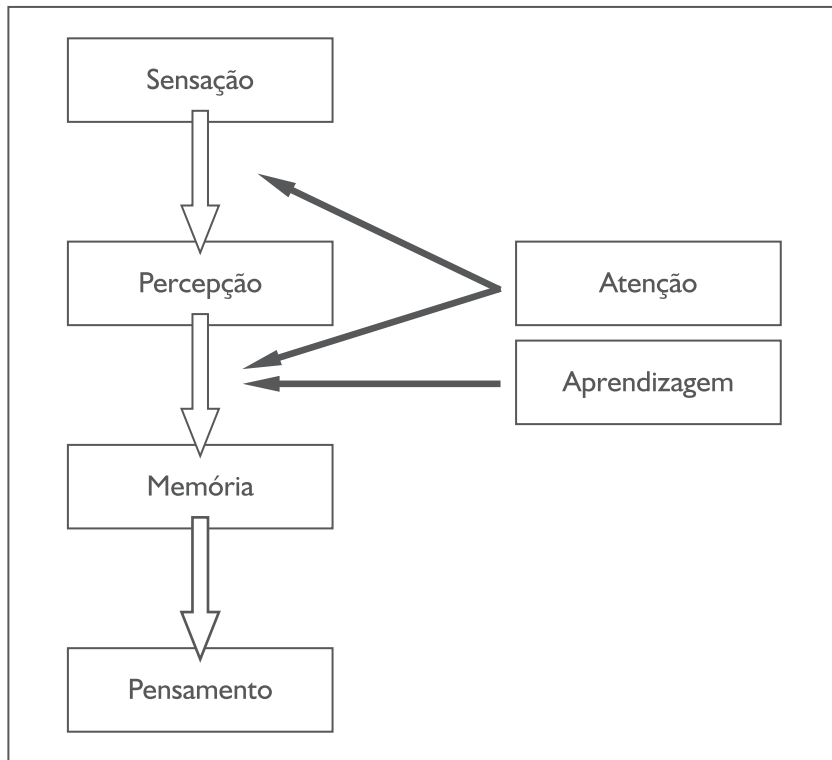 Sensação
Percepção
Atenção
Aprendizagem
Memória
Pensamento